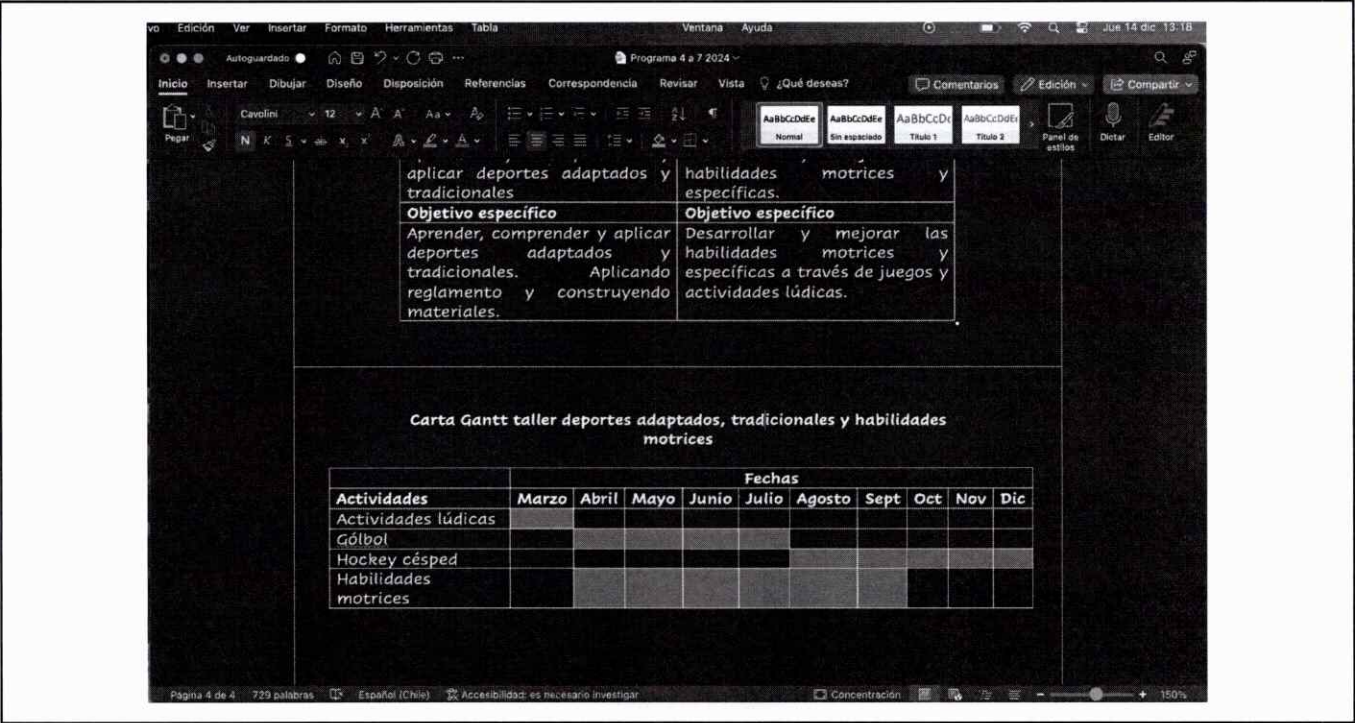 vo Edición Ver Insertar Formato Herramientas Tabla Ventana Ayuda Jue 14 dic 13:18
Autoguardado Programa 4 a 7 2024
Inicio Insertar Dibujar Diseño Disposición Referencias Correspondencia Revisar Vista ¿Qué deseas? Comentarios Edición Compartir
Pegar Cavolini 12 A A Aa
N K S ab x x A A
AaBbCcDdEe AaBbCcDdEe AaBbCcDc AaBbCcDdEe
Normal Sin espaciado Título 1 Título 2 Panel de estilos Dictar Editor
aplicar deportes adaptados y tradicionales
habilidades motrices y específicas.
Objetivo específico Objetivo específico
Aprender, comprender y aplicar
deportes adaptados y
tradicionales. Aplicando
reglamento y construyendo
materiales.
Desarrollar y mejorar las
habilidades motrices y
específicas a través de juegos y
actividades lúdicas.
Carta Gantt taller deportes adaptados, tradicionales y habilidades
motrices
Fechas
Actividades Marzo Abril Mayo Junio Julio Agosto Sept Oct Nov Dic
Actividades lúdicas
Gólbol
Hockey césped
Habilidades
motrices
Página 4 de 4 729 palabras Español (Chile) Accesibilidad: es necesario investigar Concentración 150%